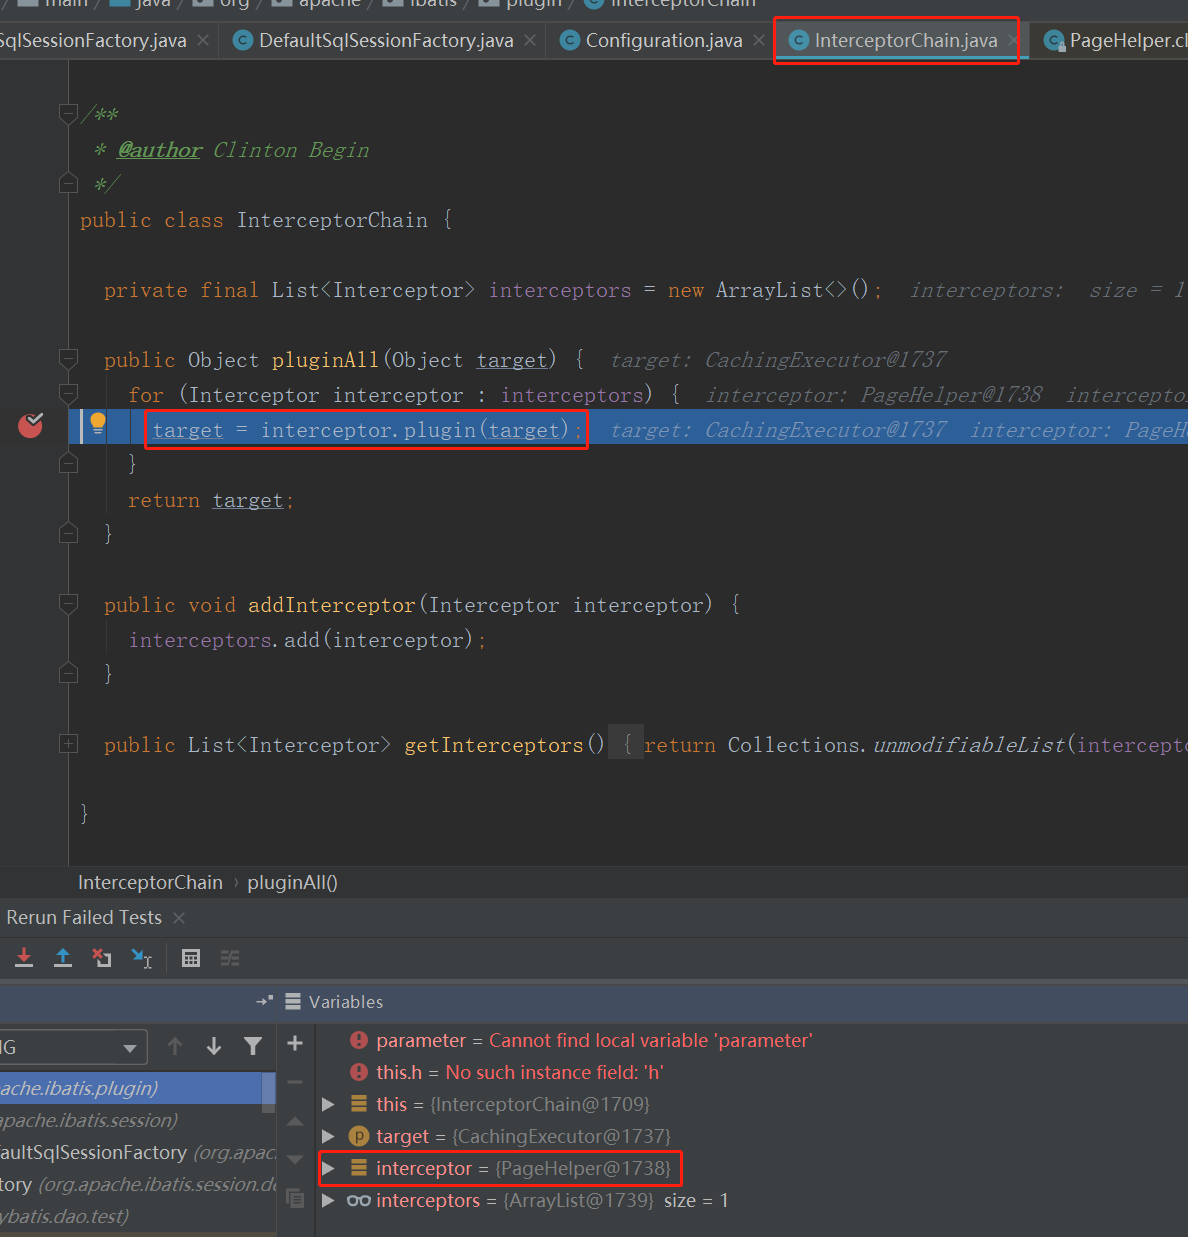 main / java / org / apache / ibatis / plugin / InterceptorChain
SqlSessionFactory.java × DefaultSqlSessionFactory.java × Configuration.java × InterceptorChain.java × PageHelper.cl
/**
* @author Clinton Begin
*/
public class InterceptorChain {
private final List<Interceptor> interceptors = new ArrayList<>(); interceptors: size = 1
public Object pluginAll(Object target) { target: CachingExecutor@1737
for (Interceptor interceptor : interceptors) { interceptor: PageHelper@1738 intercepto
target = interceptor.plugin(target); target: CachingExecutor@1737 interceptor: PageHe
}
return target;
}
public void addInterceptor(Interceptor interceptor) {
interceptors.add(interceptor);
}
public List<Interceptor> getInterceptors() { return Collections.unmodifiableList(intercepto
}
InterceptorChain › pluginAll()
Rerun Failed Tests ×
Variables
parameter = Cannot find local variable 'parameter'
this.h = No such instance field: 'h'
this = {InterceptorChain@1709}
target = {CachingExecutor@1737}
interceptor = {PageHelper@1738}
interceptors = {ArrayList@1739} size = 1
IG
ache.ibatis.plugin)
apache.ibatis.session)
faultSqlSessionFactory (org.apac
tory (org.apache.ibatis.session.de
ybatis.dao.test)